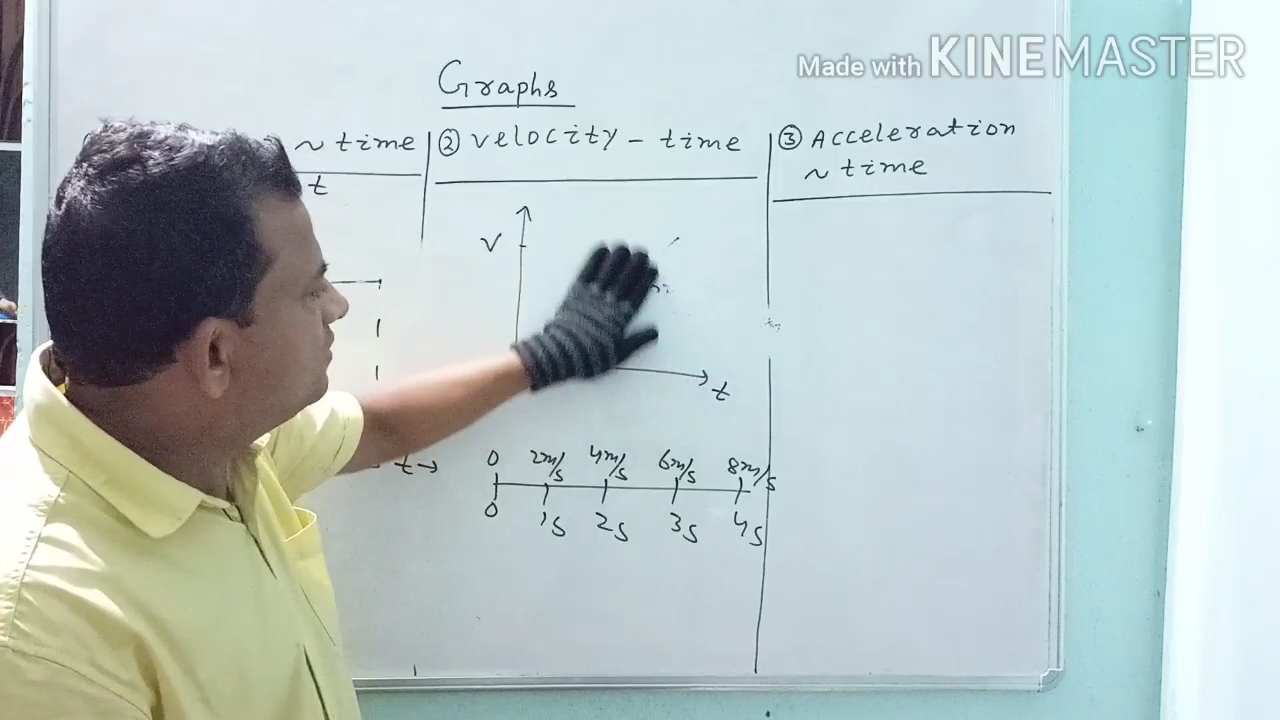 Made with KINEMASTER
Graphs
~ time
t
t→
② velocity - time
v
t
0 2m/s 4m/s 6m/s 8m/s
0 1s 2s 3s 4s
③ Acceleration
~ time